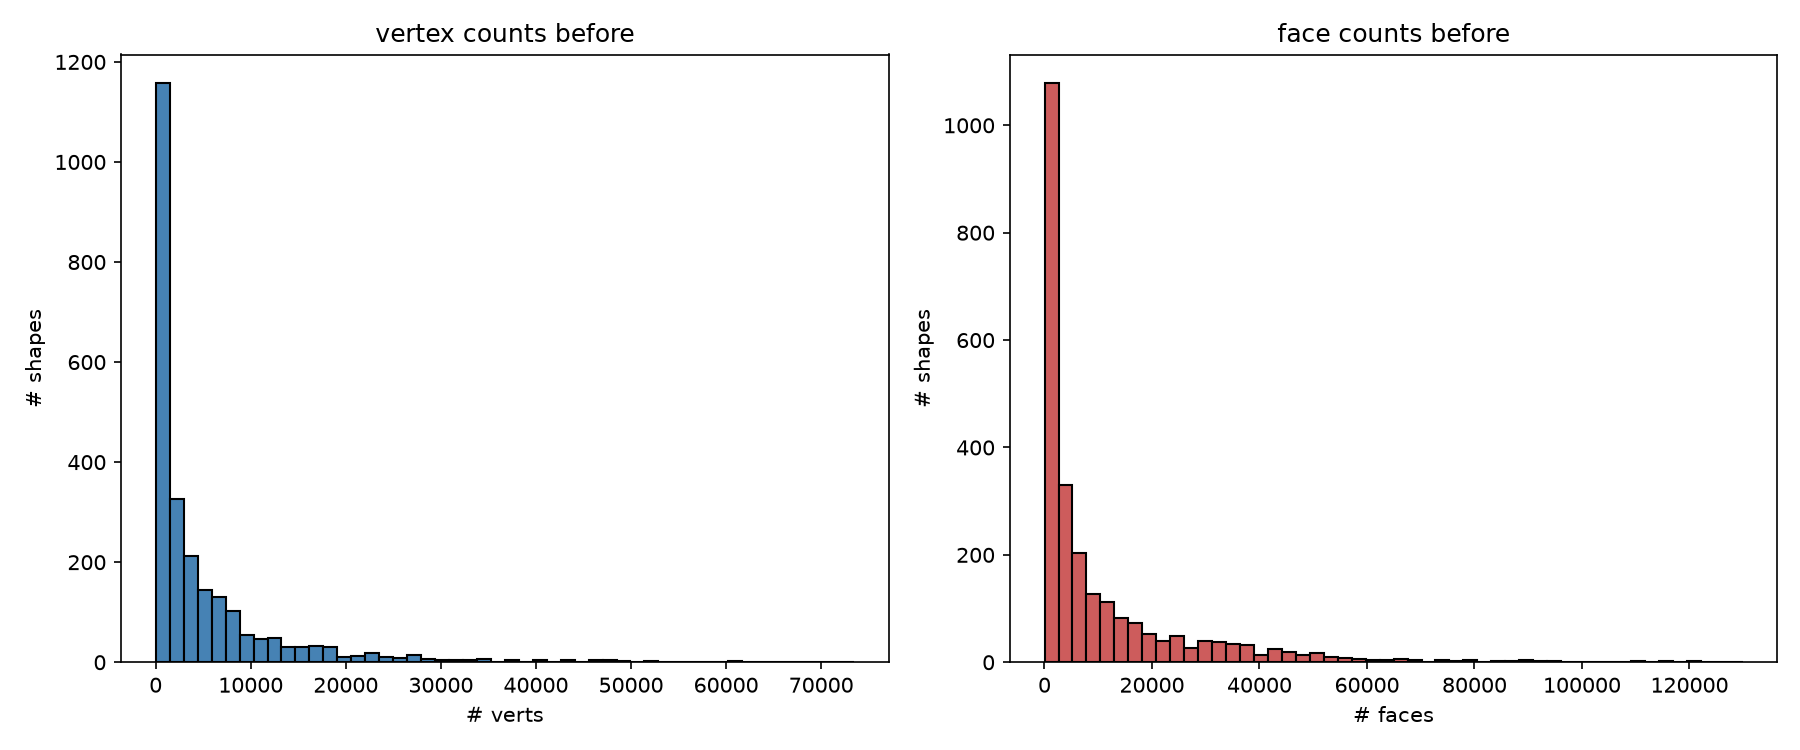 vertex counts before
1200
1000
800
600
400
200
0
# shapes
0 10000 20000 30000 40000 50000 60000 70000
# verts
face counts before
1000
800
600
400
200
0
# shapes
0 20000 40000 60000 80000 100000 120000
# faces